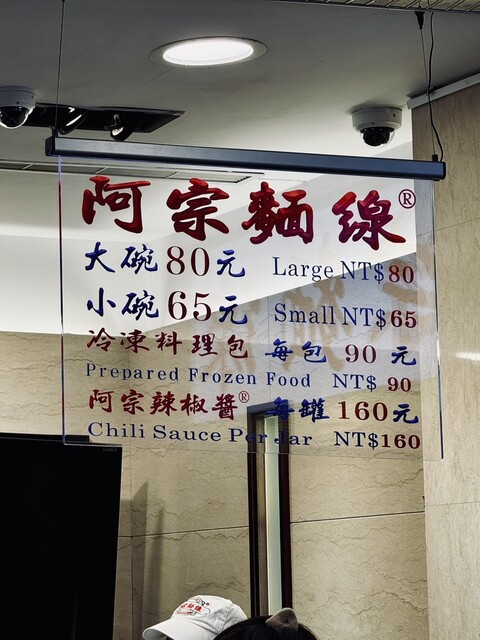 阿宗麵線®
大碗80元 Large NT$80
小碗65元 Small NT$65
冷凍料理包 每包 90 元
Prepared Frozen Food NT$ 90
阿宗辣椒醬® 每罐160元
Chili Sauce Per Jar NT$160